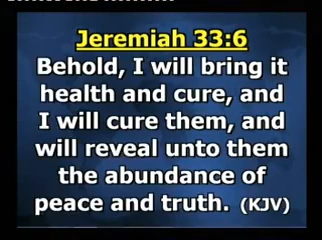 Jeremiah 33:6
Behold, I will bring it
health and cure, and
I will cure them, and
will reveal unto them
the abundance of
peace and truth. (KJV)